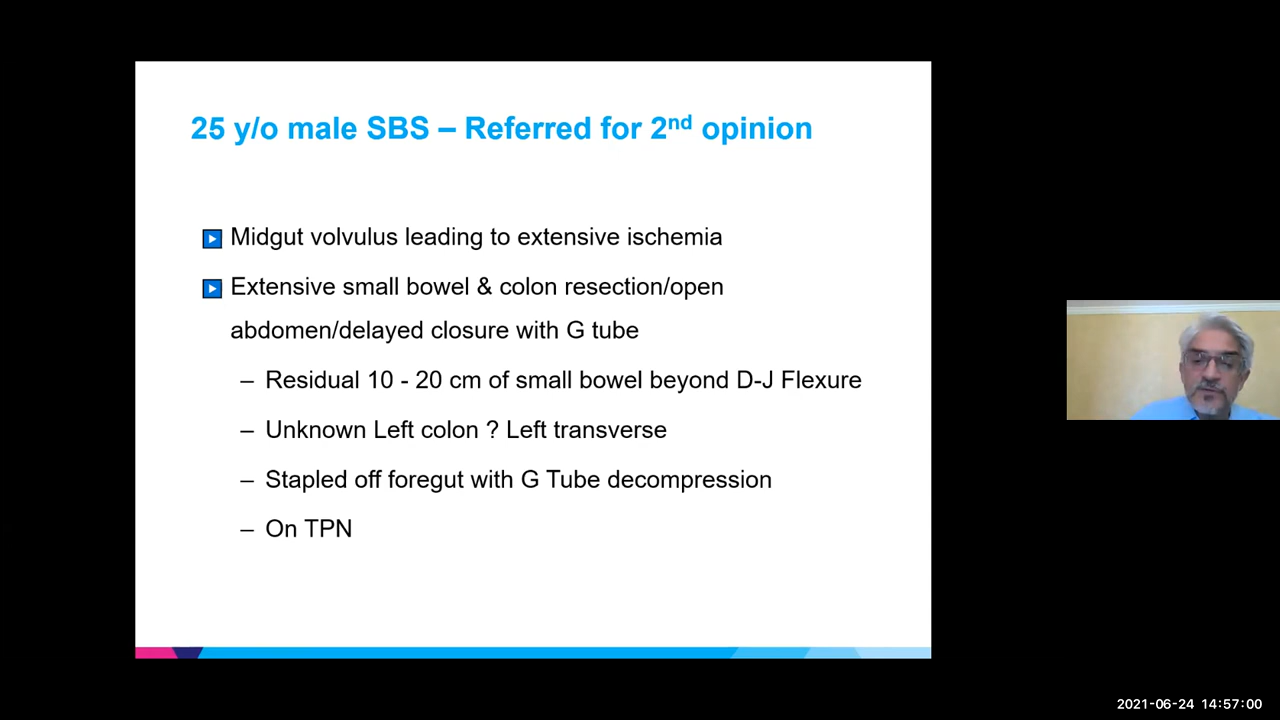 25 y/o male SBS – Referred for 2nd opinion
Midgut volvulus leading to extensive ischemia
Extensive small bowel & colon resection/open
abdomen/delayed closure with G tube
– Residual 10 - 20 cm of small bowel beyond D-J Flexure
– Unknown Left colon ? Left transverse
– Stapled off foregut with G Tube decompression
– On TPN
2021-06-24 14:57:00